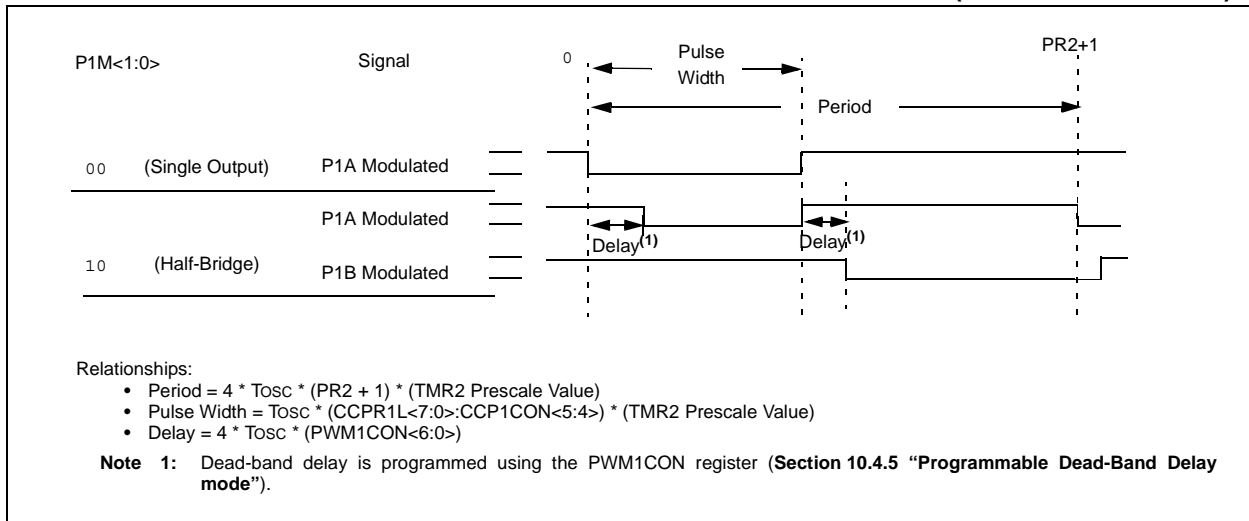 P1M<1:0> Signal 0 Pulse Width PR2+1
Period
00 (Single Output) P1A Modulated
P1A Modulated
Delay(1) Delay(1)
10 (Half-Bridge) P1B Modulated
Relationships:
• Period = 4 * TOSC * (PR2 + 1) * (TMR2 Prescale Value)
• Pulse Width = TOSC * (CCPR1L<7:0>:CCP1CON<5:4>) * (TMR2 Prescale Value)
• Delay = 4 * TOSC * (PWM1CON<6:0>)
Note 1: Dead-band delay is programmed using the PWM1CON register (Section 10.4.5 “Programmable Dead-Band Delay
mode”).